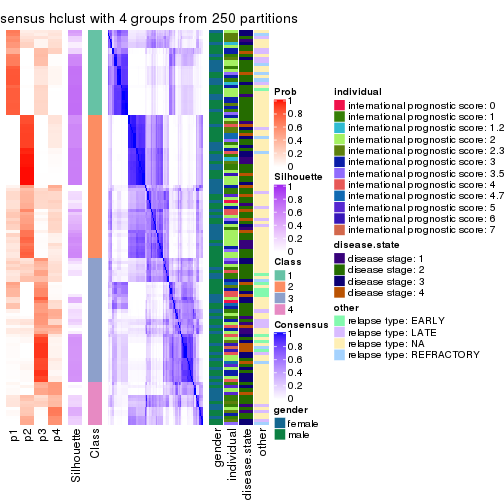 sensus hclust with 4 groups from 250 partitions
Prob
1
0.8
0.6
0.4
0.2
0
Silhouette
1
0.8
0.6
0.4
0.2
0
Class
1
2
3
4
Consensus
1
0.8
0.6
0.4
0.2
0
gender
female
male
individual
international prognostic score: 0
international prognostic score: 1
international prognostic score: 1.2
international prognostic score: 2
international prognostic score: 2.3
international prognostic score: 3
international prognostic score: 3.5
international prognostic score: 4
international prognostic score: 4.7
international prognostic score: 5
international prognostic score: 6
international prognostic score: 7
disease.state
disease stage: 1
disease stage: 2
disease stage: 3
disease stage: 4
other
relapse type: EARLY
relapse type: LATE
relapse type: NA
relapse type: REFRACTORY
p1
p2
p3
p4
Silhouette
Class
gender
individual
disease.state
other